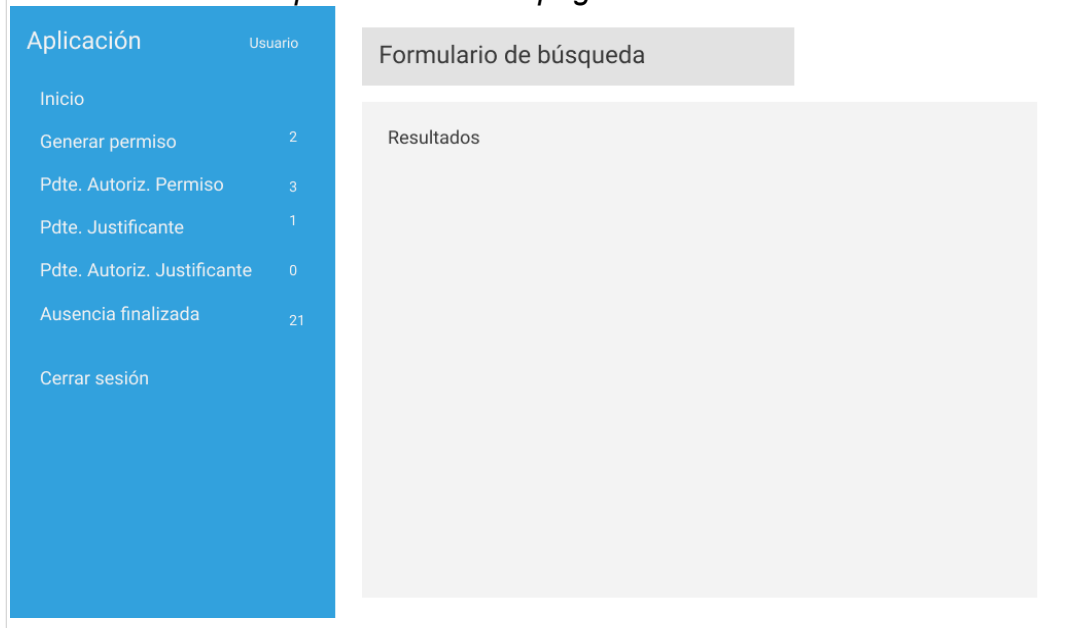 Aplicación Usuario
Inicio
Generar permiso 2
Pdte. Autoriz. Permiso 3
Pdte. Justificante 1
Pdte. Autoriz. Justificante 0
Ausencia finalizada 21
Cerrar sesión
Formulario de búsqueda
Resultados